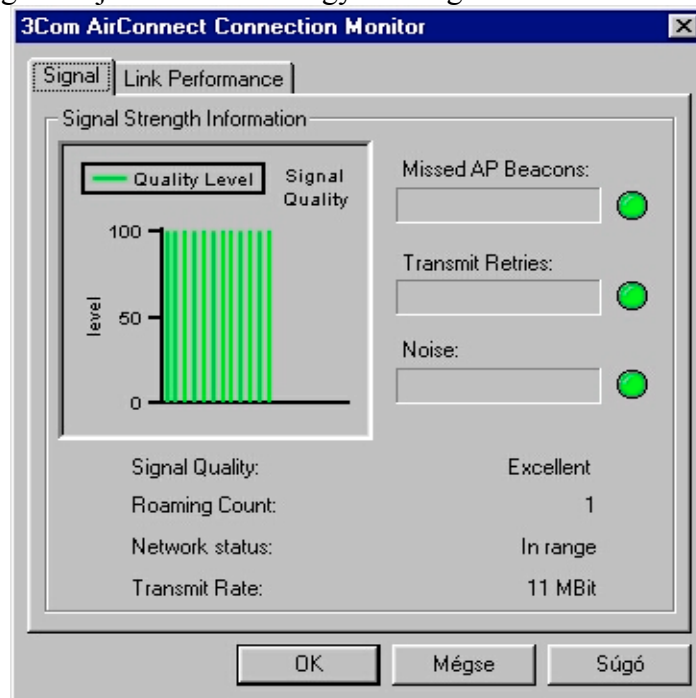 3Com AirConnect Connection Monitor
Signal
Link Performance
Signal Strength Information
Quality Level
Signal
Quality
100
50
0
level
Missed AP Beacons:
Transmit Retries:
Noise:
Signal Quality: Excellent
Roaming Count: 1
Network status: In range
Transmit Rate: 11 MBit
OK
Mégse
Súgó